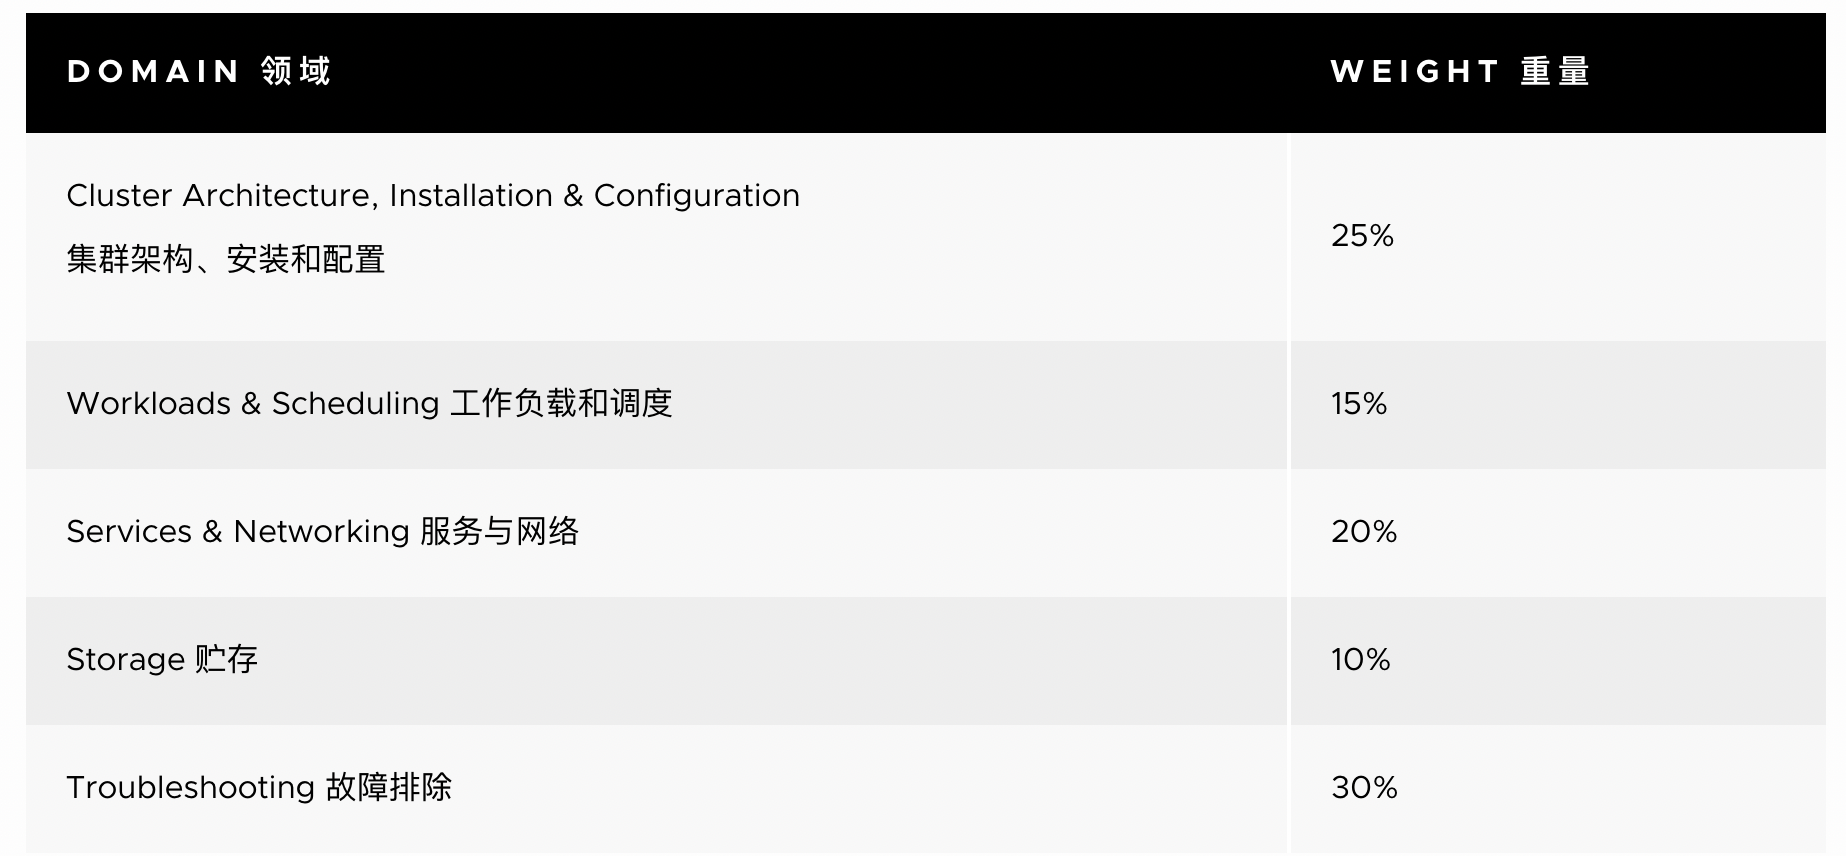 DOMAIN 领域
WEIGHT 重量
Cluster Architecture, Installation & Configuration
集群架构、安装和配置
25%
Workloads & Scheduling 工作负载和调度
15%
Services & Networking 服务与网络
20%
Storage 贮存
10%
Troubleshooting 故障排除
30%